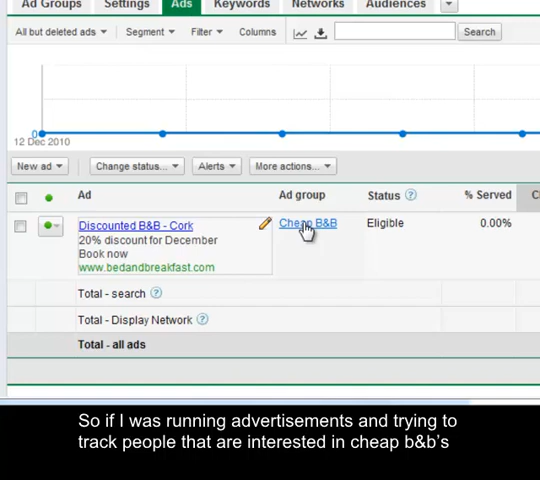 Ad Groups Settings Ads Keywords Networks Audiences
All but deleted ads Segment Filter Columns Search
0
12 Dec 2010
New ad Change status... Alerts More actions...
Ad Ad group Status ? % Served C
Discounted B&B - Cork Cheap B&B Eligible 0.00%
20% discount for December
Book now
www.bedandbreakfast.com
Total - search ?
Total - Display Network ?
Total - all ads
So if I was running advertisements and trying to
track people that are interested in cheap b&b's